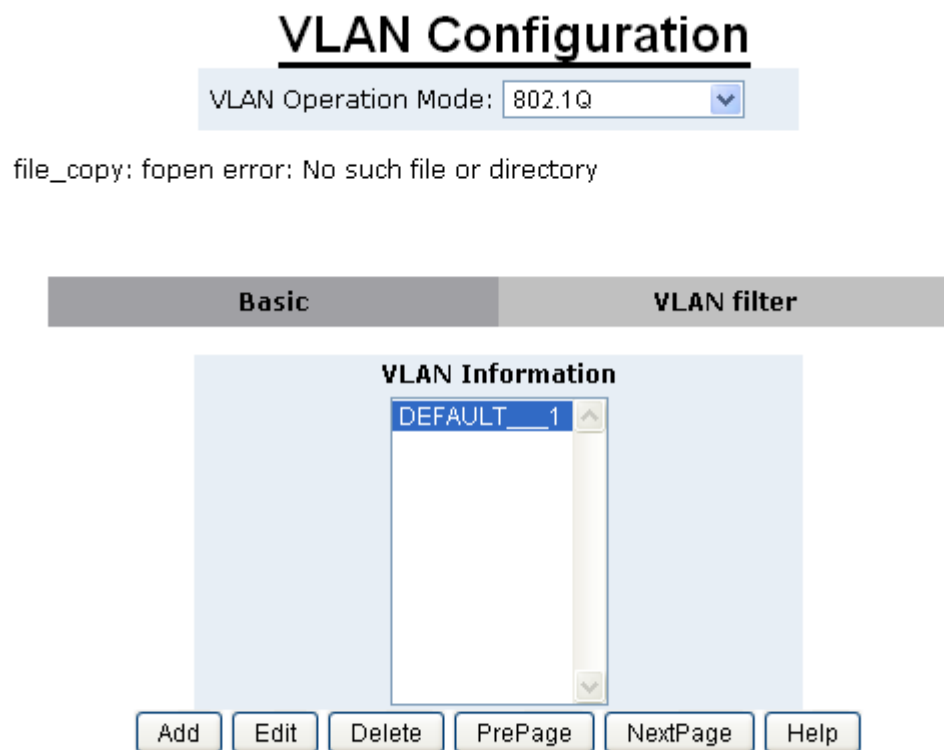 VLAN Configuration
VLAN Operation Mode: 802.1Q
file_copy: fopen error: No such file or directory
Basic VLAN filter
VLAN Information
DEFAULT___1
Add Edit Delete PrePage NextPage Help